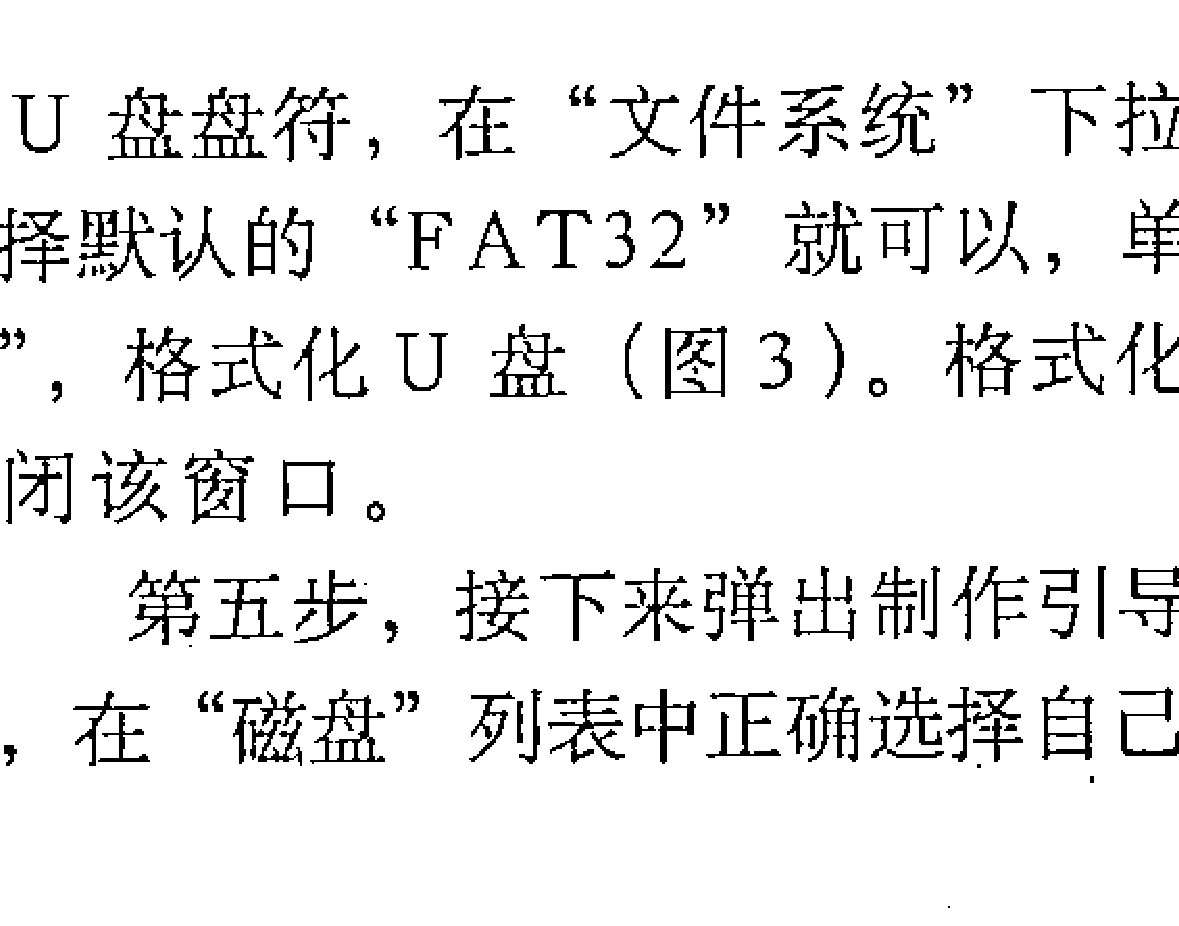 U 盘盘符，在“文件系统”下拉
择默认的“FAT32”就可以，单
”，格式化 U 盘（图 3）。格式化
闭该窗口。
第五步，接下来弹出制作引导
，在“磁盘”列表中正确选择自己